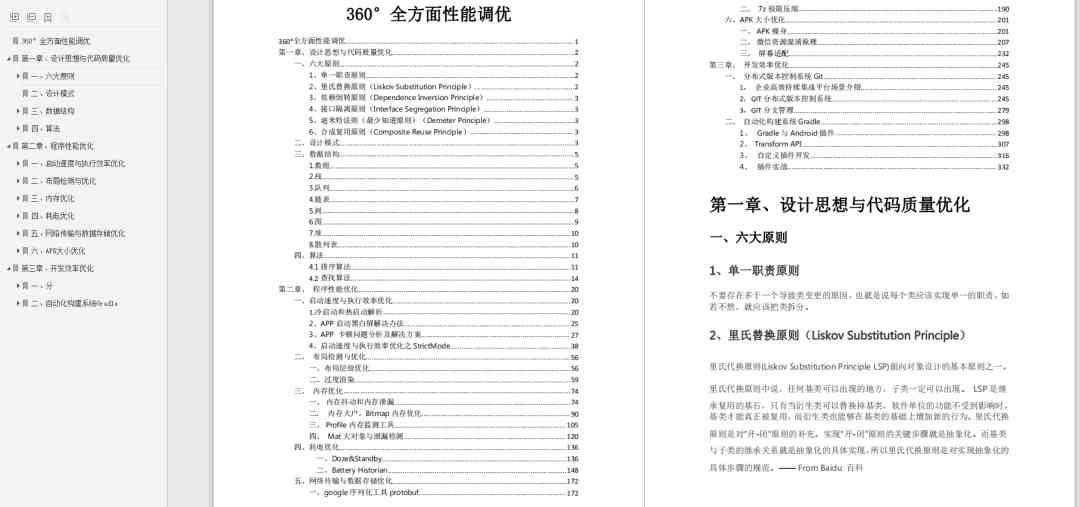 360° 全方面性能调优
第一章、设计思想与代码质量优化
一、六大原则
二、设计模式
三、数据结构
四、算法
第二章、程序性能优化
一、启动速度与执行效率优化
二、布局检测与优化
三、内存优化
四、耗电优化
五、网络传输与数据存储优化
六、APK大小优化
第三章、开发效率优化
一、分
二、自动化构建系统
360° 全方面性能调优
360°全方面性能调优 1
第一章、设计思想与代码质量优化 2
一、六大原则 2
1、单一职责原则 2
2、里氏替换原则（Liskov Substitution Principle） 2
3、依赖倒转原则（Dependence Inversion Principle） 3
4、接口隔离原则（Interface Segregation Principle） 3
5、迪米特法则（最少知道原则）（Demeter Principle） 3
6、合成复用原则（Composite Reuse Principle） 3
二、设计模式 3
三、数据结构 5
1.数组 5
2.栈 5
3.队列 6
4.链表 7
5.树 8
6.图 9
7.堆 10
8.散列表 10
四、算法 11
4.1 排序算法 11
4.2 查找算法 14
第二章、 程序性能优化 20
一、启动速度与执行效率优化 20
1.冷启动和热启动解析 20
2、APP 启动黑白屏解决办法 25
3、APP 卡顿问题分析及解决方案 27
4、启动速度与执行效率优化之 StrictMode 38
二、 布局检测与优化 56
一、布局层级优化 56
二、过度渲染 59
三、 内存优化 74
一、 内存抖动和内存泄漏 74
二、 内存大户，Bitmap 内存优化 90
三、 Profile 内存监测工具 105
四、 Mat 大对象与泄漏检测 120
四、耗电优化 136
一、Doze&Standby 136
二、Battery Historian 148
五、网络传输与数据存储优化 172
一、google 序列化工具 protobuf 172
二、 7z 极限压缩 190
六、APK 大小优化 201
一、 APK 瘦身 201
二、 微信资源混淆原理 207
三、 屏幕适配 232
第三章、 开发效率优化 245
一、 分布式版本控制系统 Git 245
1、 企业高效持续集成平台场景介绍 245
2、GIT 分布式版本控制系统 245
3、GIT 分支管理 279
二、 自动化构建系统 Gradle 298
1、 Gradle 与 Android 插件 298
2、 Transform API 307
3、 自定义插件开发 316
4、 插件实战 332
第一章、设计思想与代码质量优化
一、六大原则
1、单一职责原则
不要存在多于一个导致类变更的原因，也就是说每个类应该实现单一的职责，如
若不然，就应该把类拆分。
2、里氏替换原则（Liskov Substitution Principle）
里氏代换原则(Liskov Substitution Principle LSP)面向对象设计的基本原则之一。
里氏代换原则中说，任何基类可以出现的地方，子类一定可以出现。 LSP 是继
承复用的基石，只有当衍生类可以替换掉基类，软件单位的功能不受到影响时，
基类才能真正被复用，而衍生类也能够在基类的基础上增加新的行为。里氏代换
原则是对“开-闭”原则的补充。实现“开-闭”原则的关键步骤就是抽象化。而基类
与子类的继承关系就是抽象化的具体实现，所以里氏代换原则是对实现抽象化的
具体步骤的规范。—— From Baidu 百科